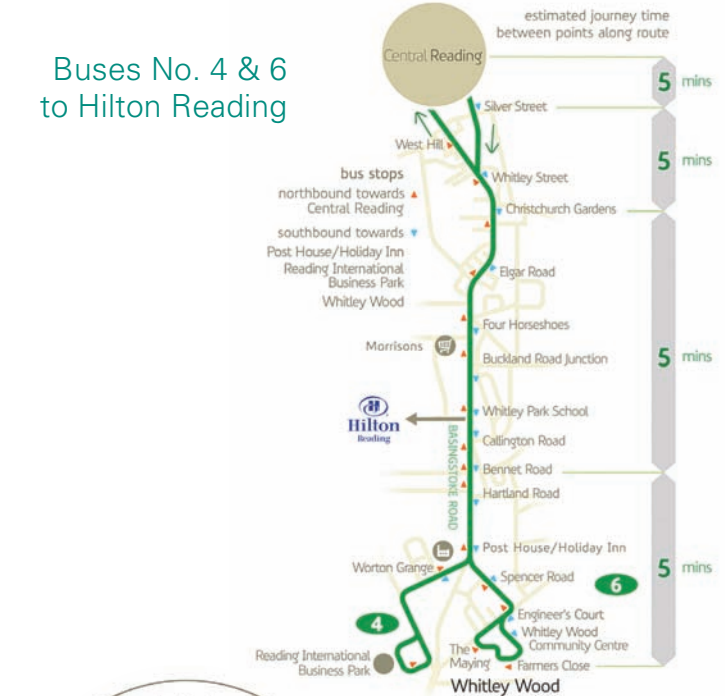 Buses No. 4 & 6
to Hilton Reading
estimated journey time
between points along route
Central Reading
5 mins
Silver Street
West Hill
5 mins
bus stops
Whitley Street
northbound towards
Central Reading
Christchurch Gardens
southbound towards
Post House/Holiday Inn
Reading International
Business Park
Whitley Wood
Elgar Road
Four Horseshoes
Morrisons
Buckland Road Junction
5 mins
H
Hilton
Reading
Whitley Park School
Callington Road
BASINGSTOKE ROAD
Bennet Road
Hartland Road
Post House/Holiday Inn
Worton Grange
Spencer Road
6
5 mins
4
Engineer's Court
Whitley Wood
Community Centre
The
Maying
Reading International
Business Park
Farmers Close
Whitley Wood